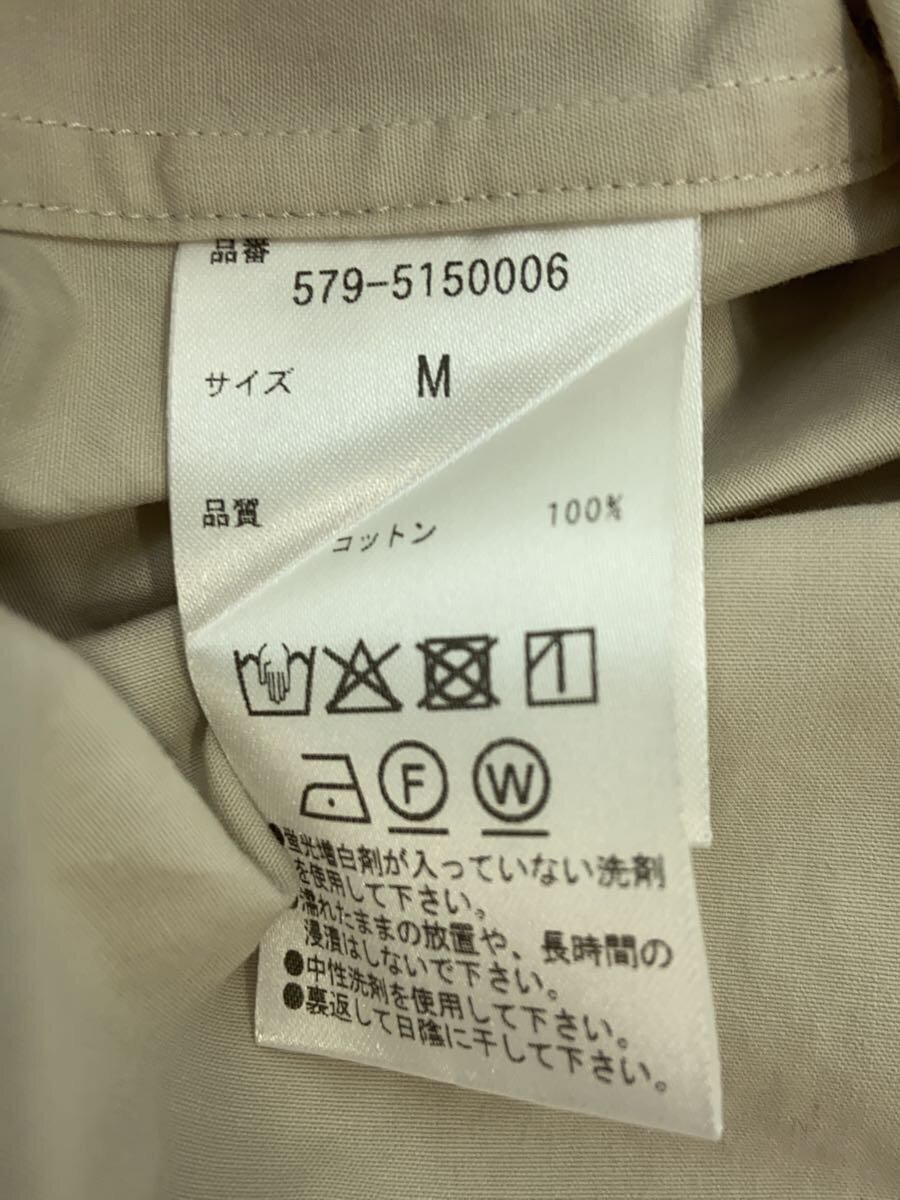 品番
579-5150006
サイズ M
品質
コットン 100%
F W
●蛍光増白剤が入っていない洗剤
を使用して下さい。
●濡れたままの放置や、長時間の
浸漬はしないで下さい。
●中性洗剤を使用して下さい。
●裏返して日陰に干して下さい。